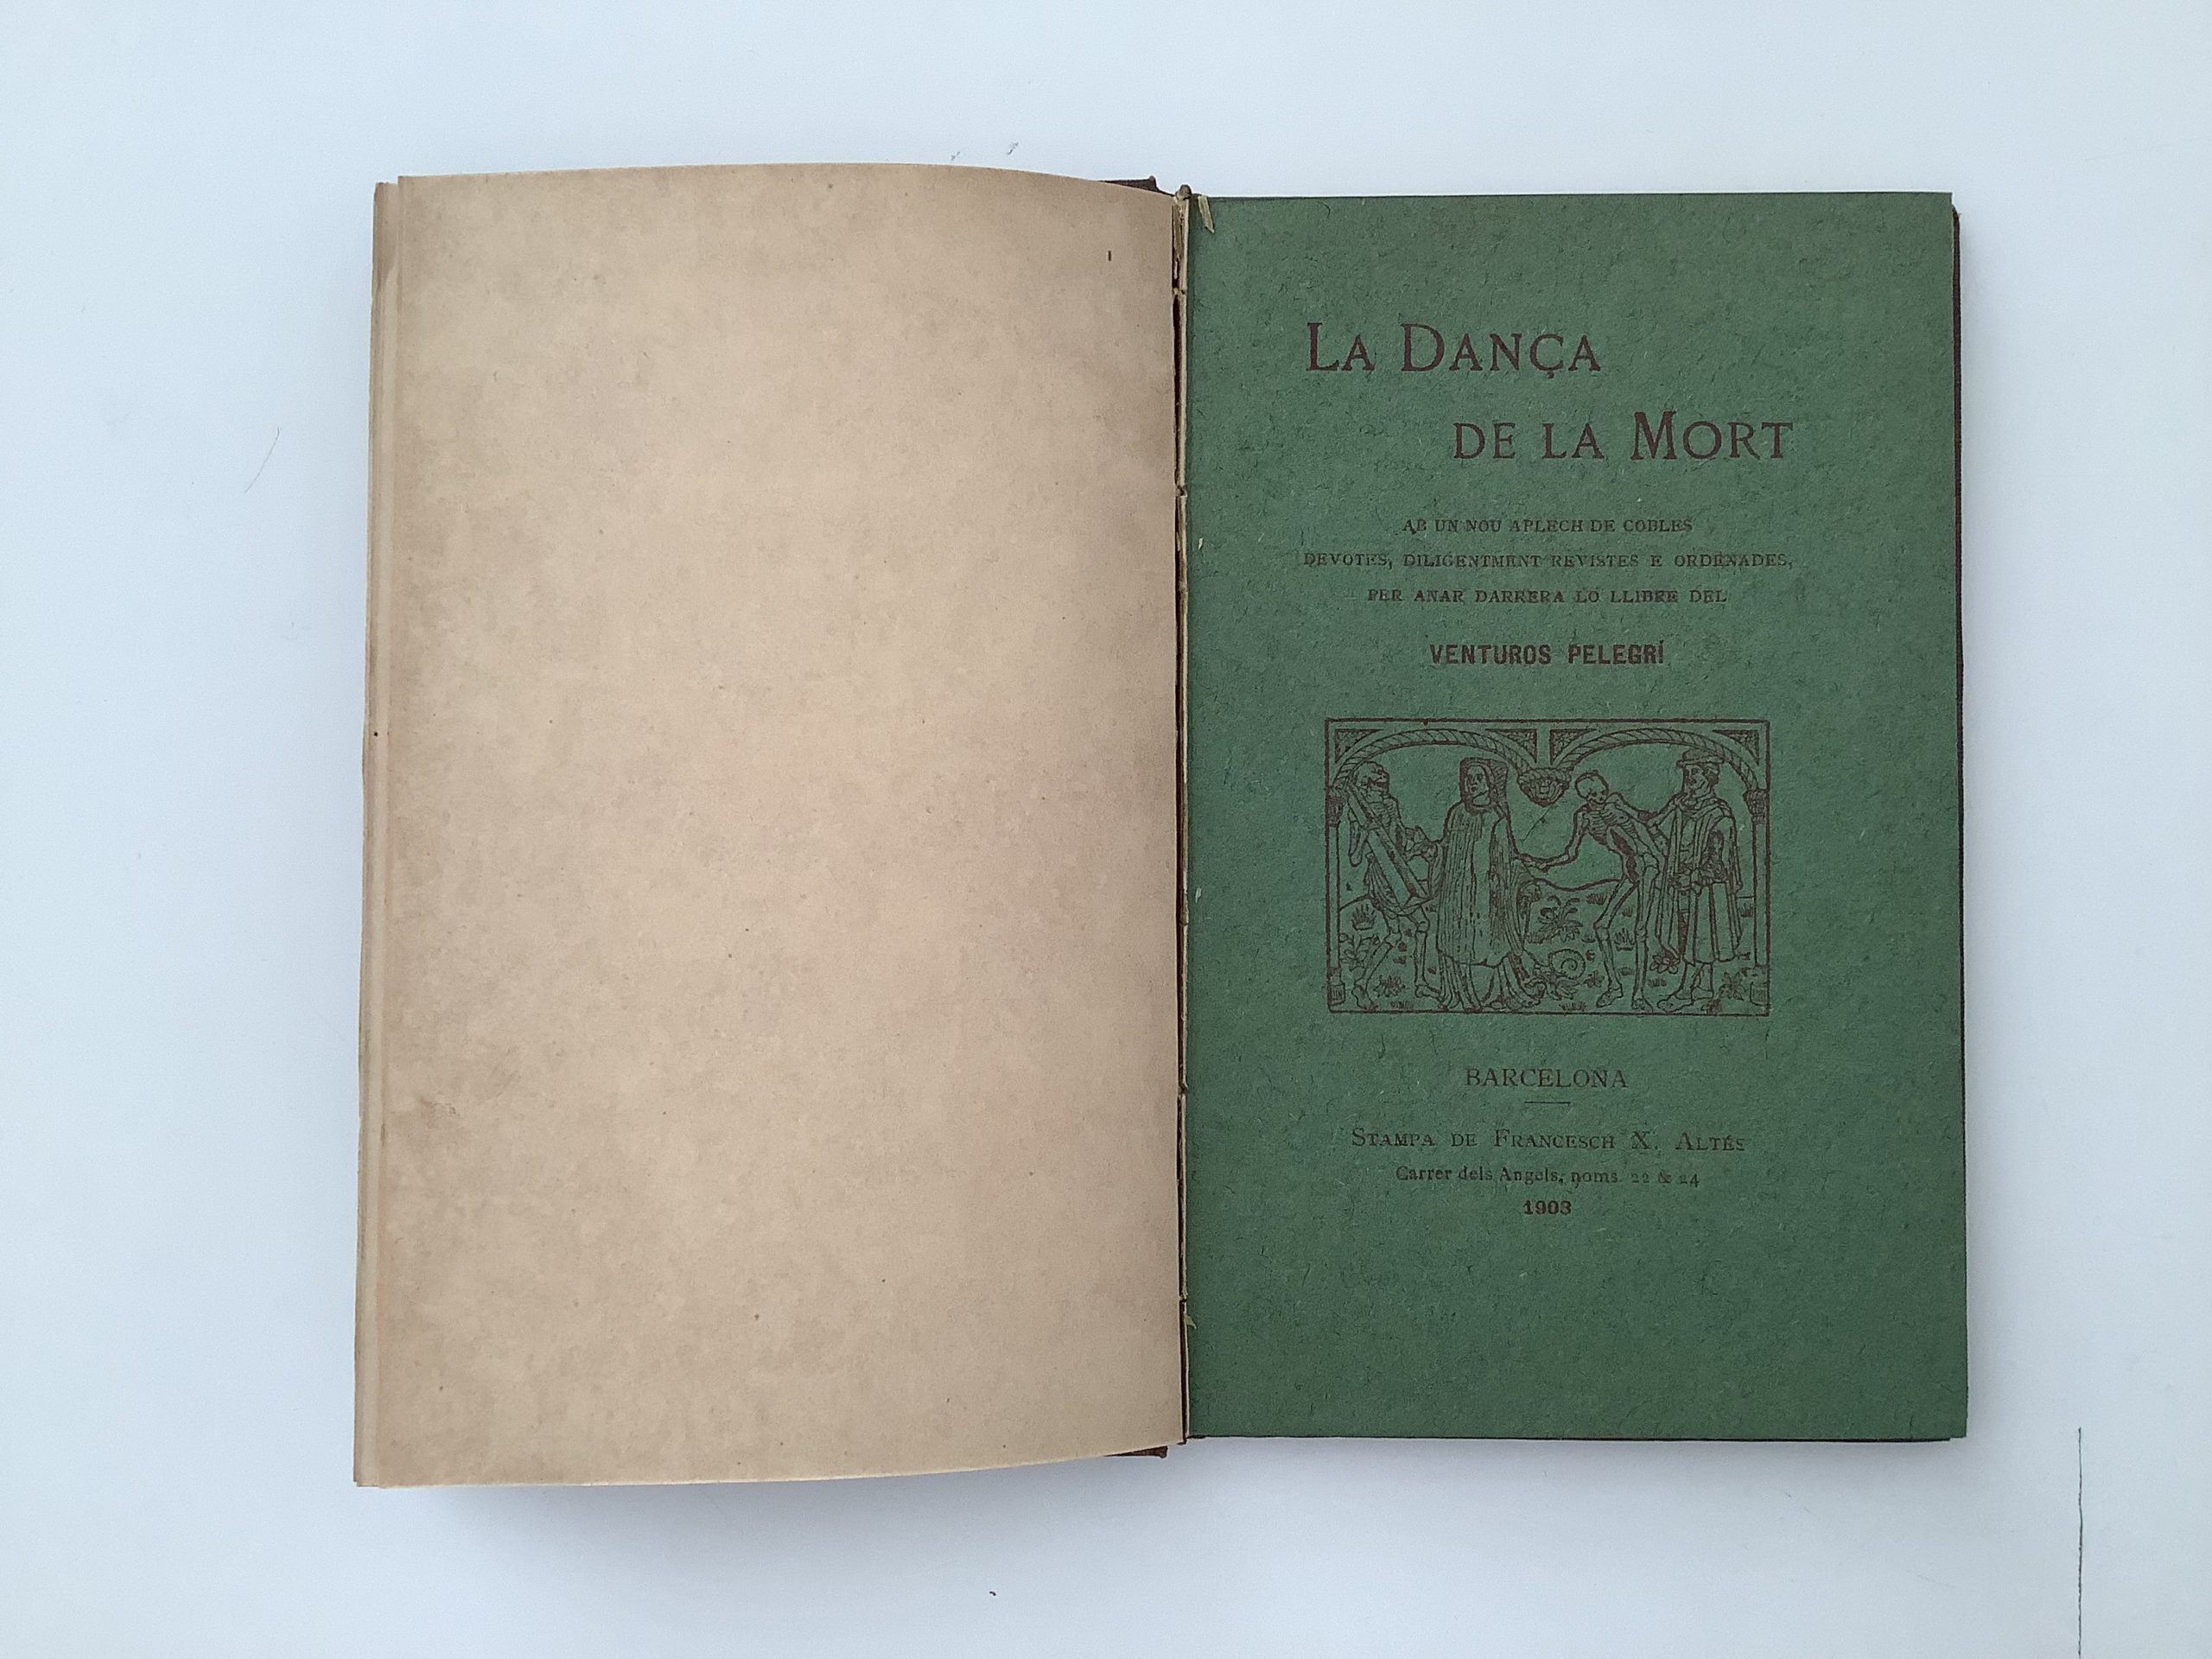 LA DANÇA
DE LA MORT
AB UN NOU APLECH DE COBLES
DEVOTES, DILIGENTMENT REVISTES E ORDENADES,
PER ANAR DARRERA LO LLIBRE DEL
VENTUROS PELEGRÍ
BARCELONA
STAMPA DE FRANCESCH X. ALTÉS
Carrer dels Angels, noms. 22 & 24
1903